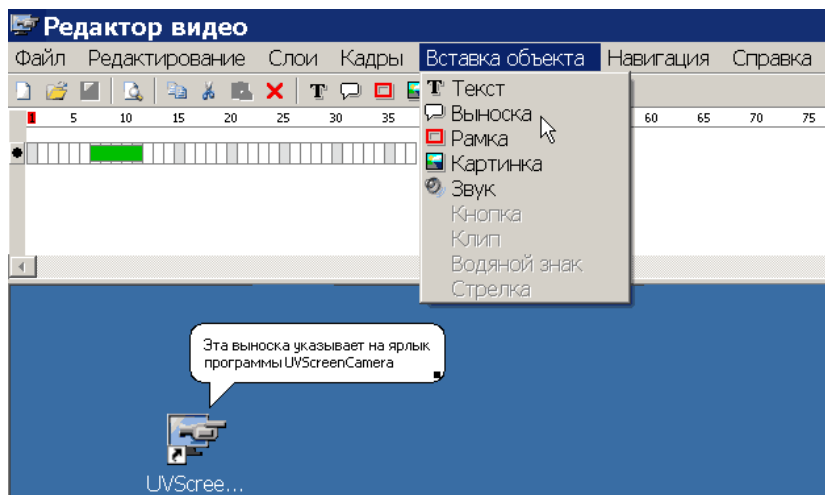 Редактор видео
Файл Редактирование Слои Кадры Вставка объекта Навигация Справка
T
1 5 10 15 20 25 30 35 60 65 70 75
T Текст
Выноска
Рамка
Картинка
Звук
Кнопка
Клип
Водяной знак
Стрелка
Эта выноска указывает на ярлык
программы UVScreenCamera
UVScree...